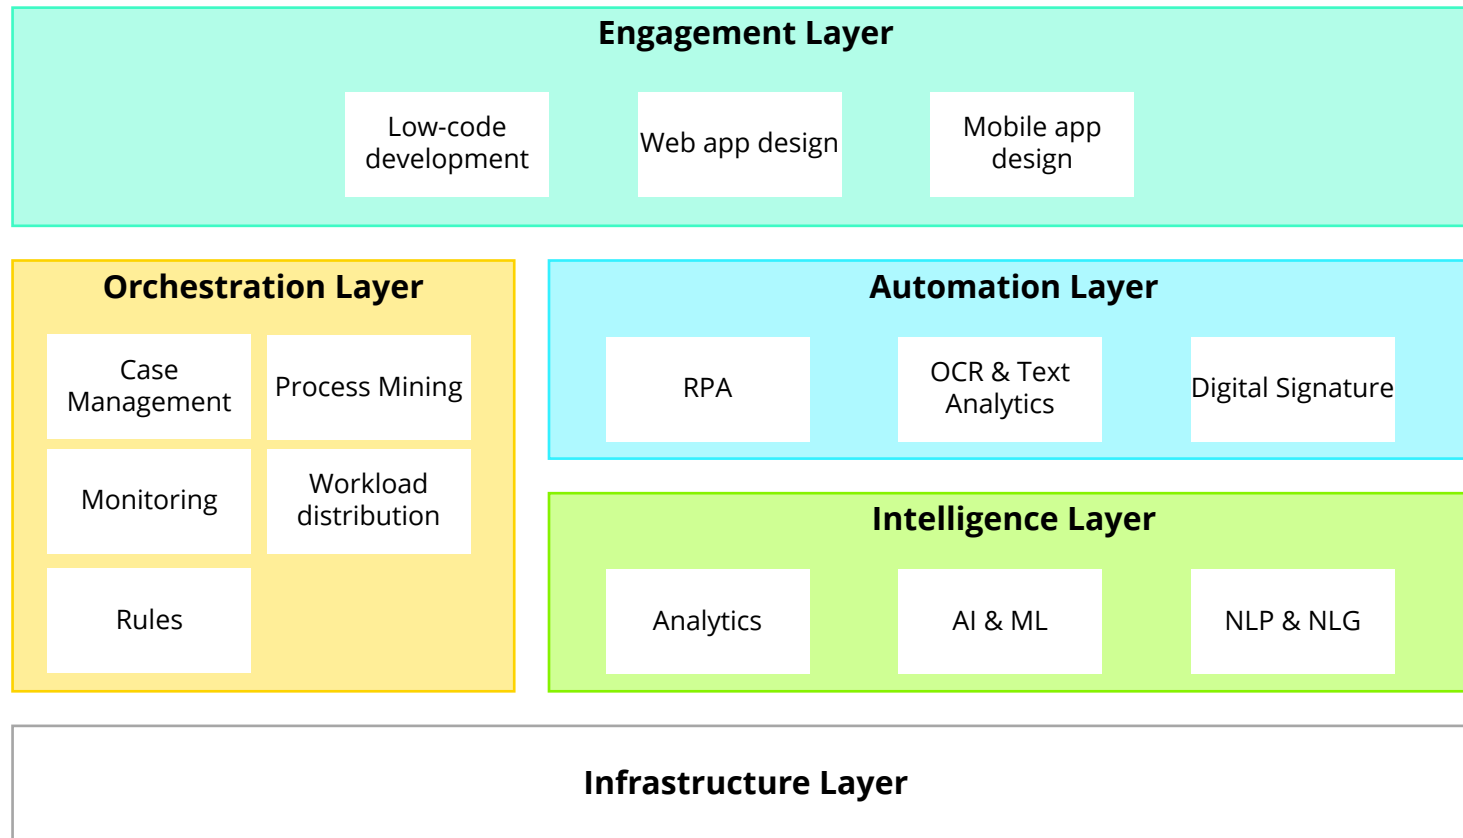 Engagement Layer
Low-code
development
Web app design
Mobile app
design
Orchestration Layer
Case
Management
Process Mining
Monitoring
Workload
distribution
Rules
Automation Layer
RPA
OCR & Text
Analytics
Digital Signature
Intelligence Layer
Analytics
AI & ML
NLP & NLG
Infrastructure Layer